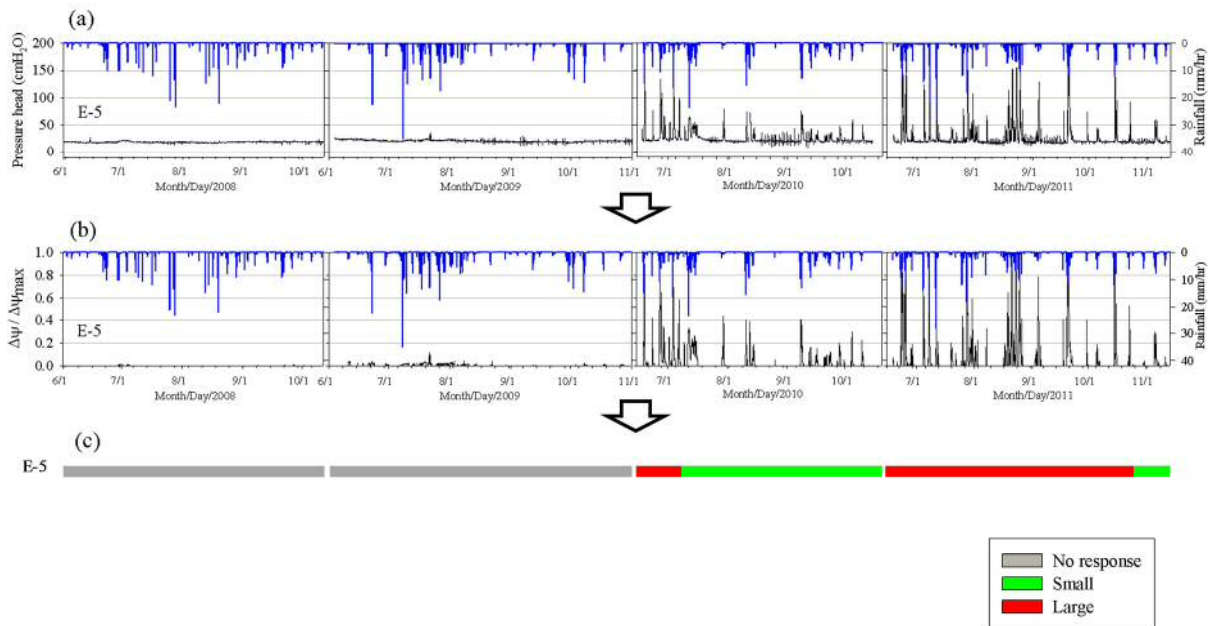 (a)
Pressure head (cmH₂O)
200
150
100
50
0
E-5
0
10
20
30
40
Rainfall (mm/hr)
6/1 7/1 8/1 9/1 10/1
Month/Day/2008
6/1 7/1 8/1 9/1 10/1 11/1
Month/Day/2009
7/1 8/1 9/1 10/1
Month/Day/2010
7/1 8/1 9/1 10/1 11/1
Month/Day/2011
(b)
Δψ / Δψmax
1.0
0.8
0.6
0.4
0.2
0.0
E-5
0
10
20
30
40
Rainfall (mm/hr)
6/1 7/1 8/1 9/1 10/1
Month/Day/2008
6/1 7/1 8/1 9/1 10/1 11/1
Month/Day/2009
7/1 8/1 9/1 10/1
Month/Day/2010
7/1 8/1 9/1 10/1 11/1
Month/Day/2011
(c)
E-5
No response
Small
Large